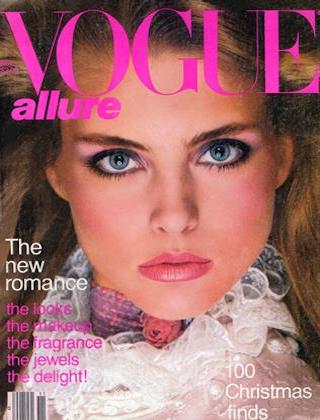 VOGUE
allure
The
new
romance
the looks
the makeup
the fragrance
the jewels
the delight!
100
Christmas
finds